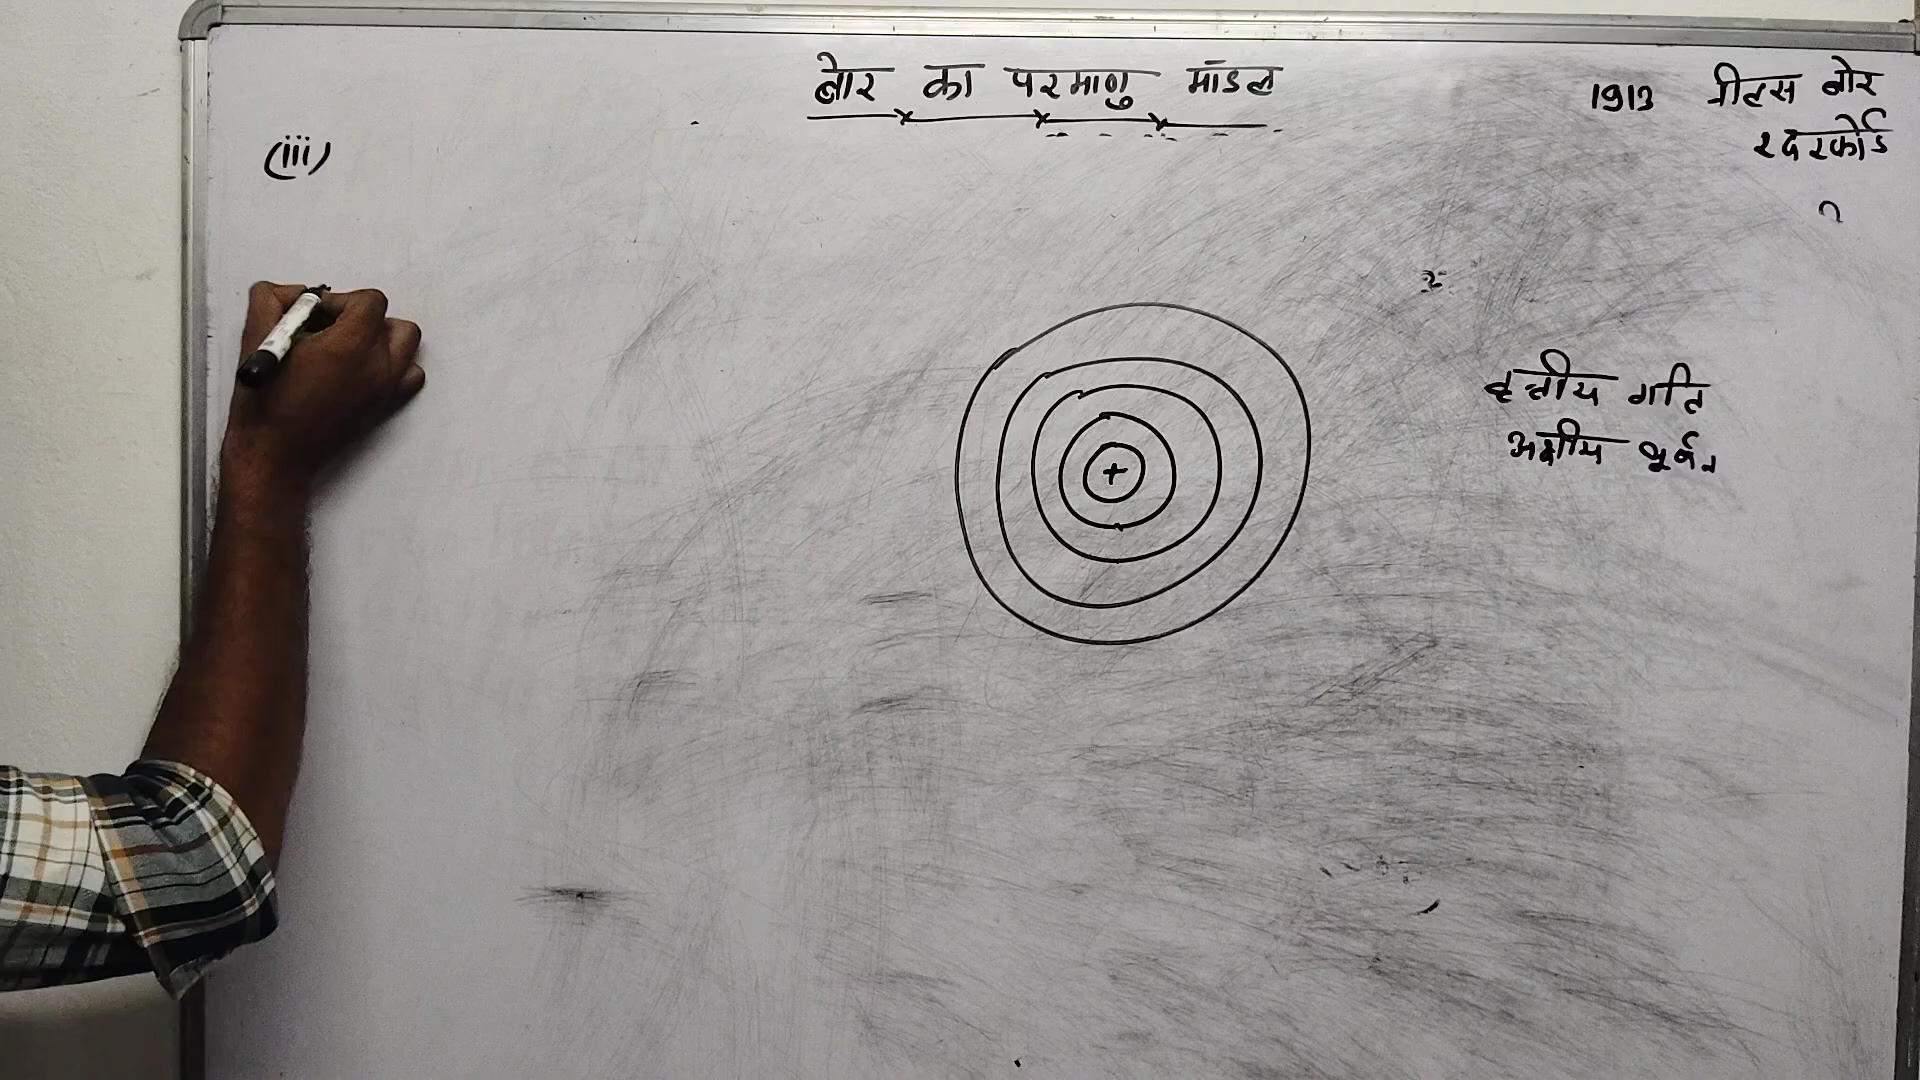 बोर का परमाणु मॉडल
1913 नील्स बोर
रदरफोर्ड
(iii)
वृत्तीय गति
अक्षीय घूर्णन
+